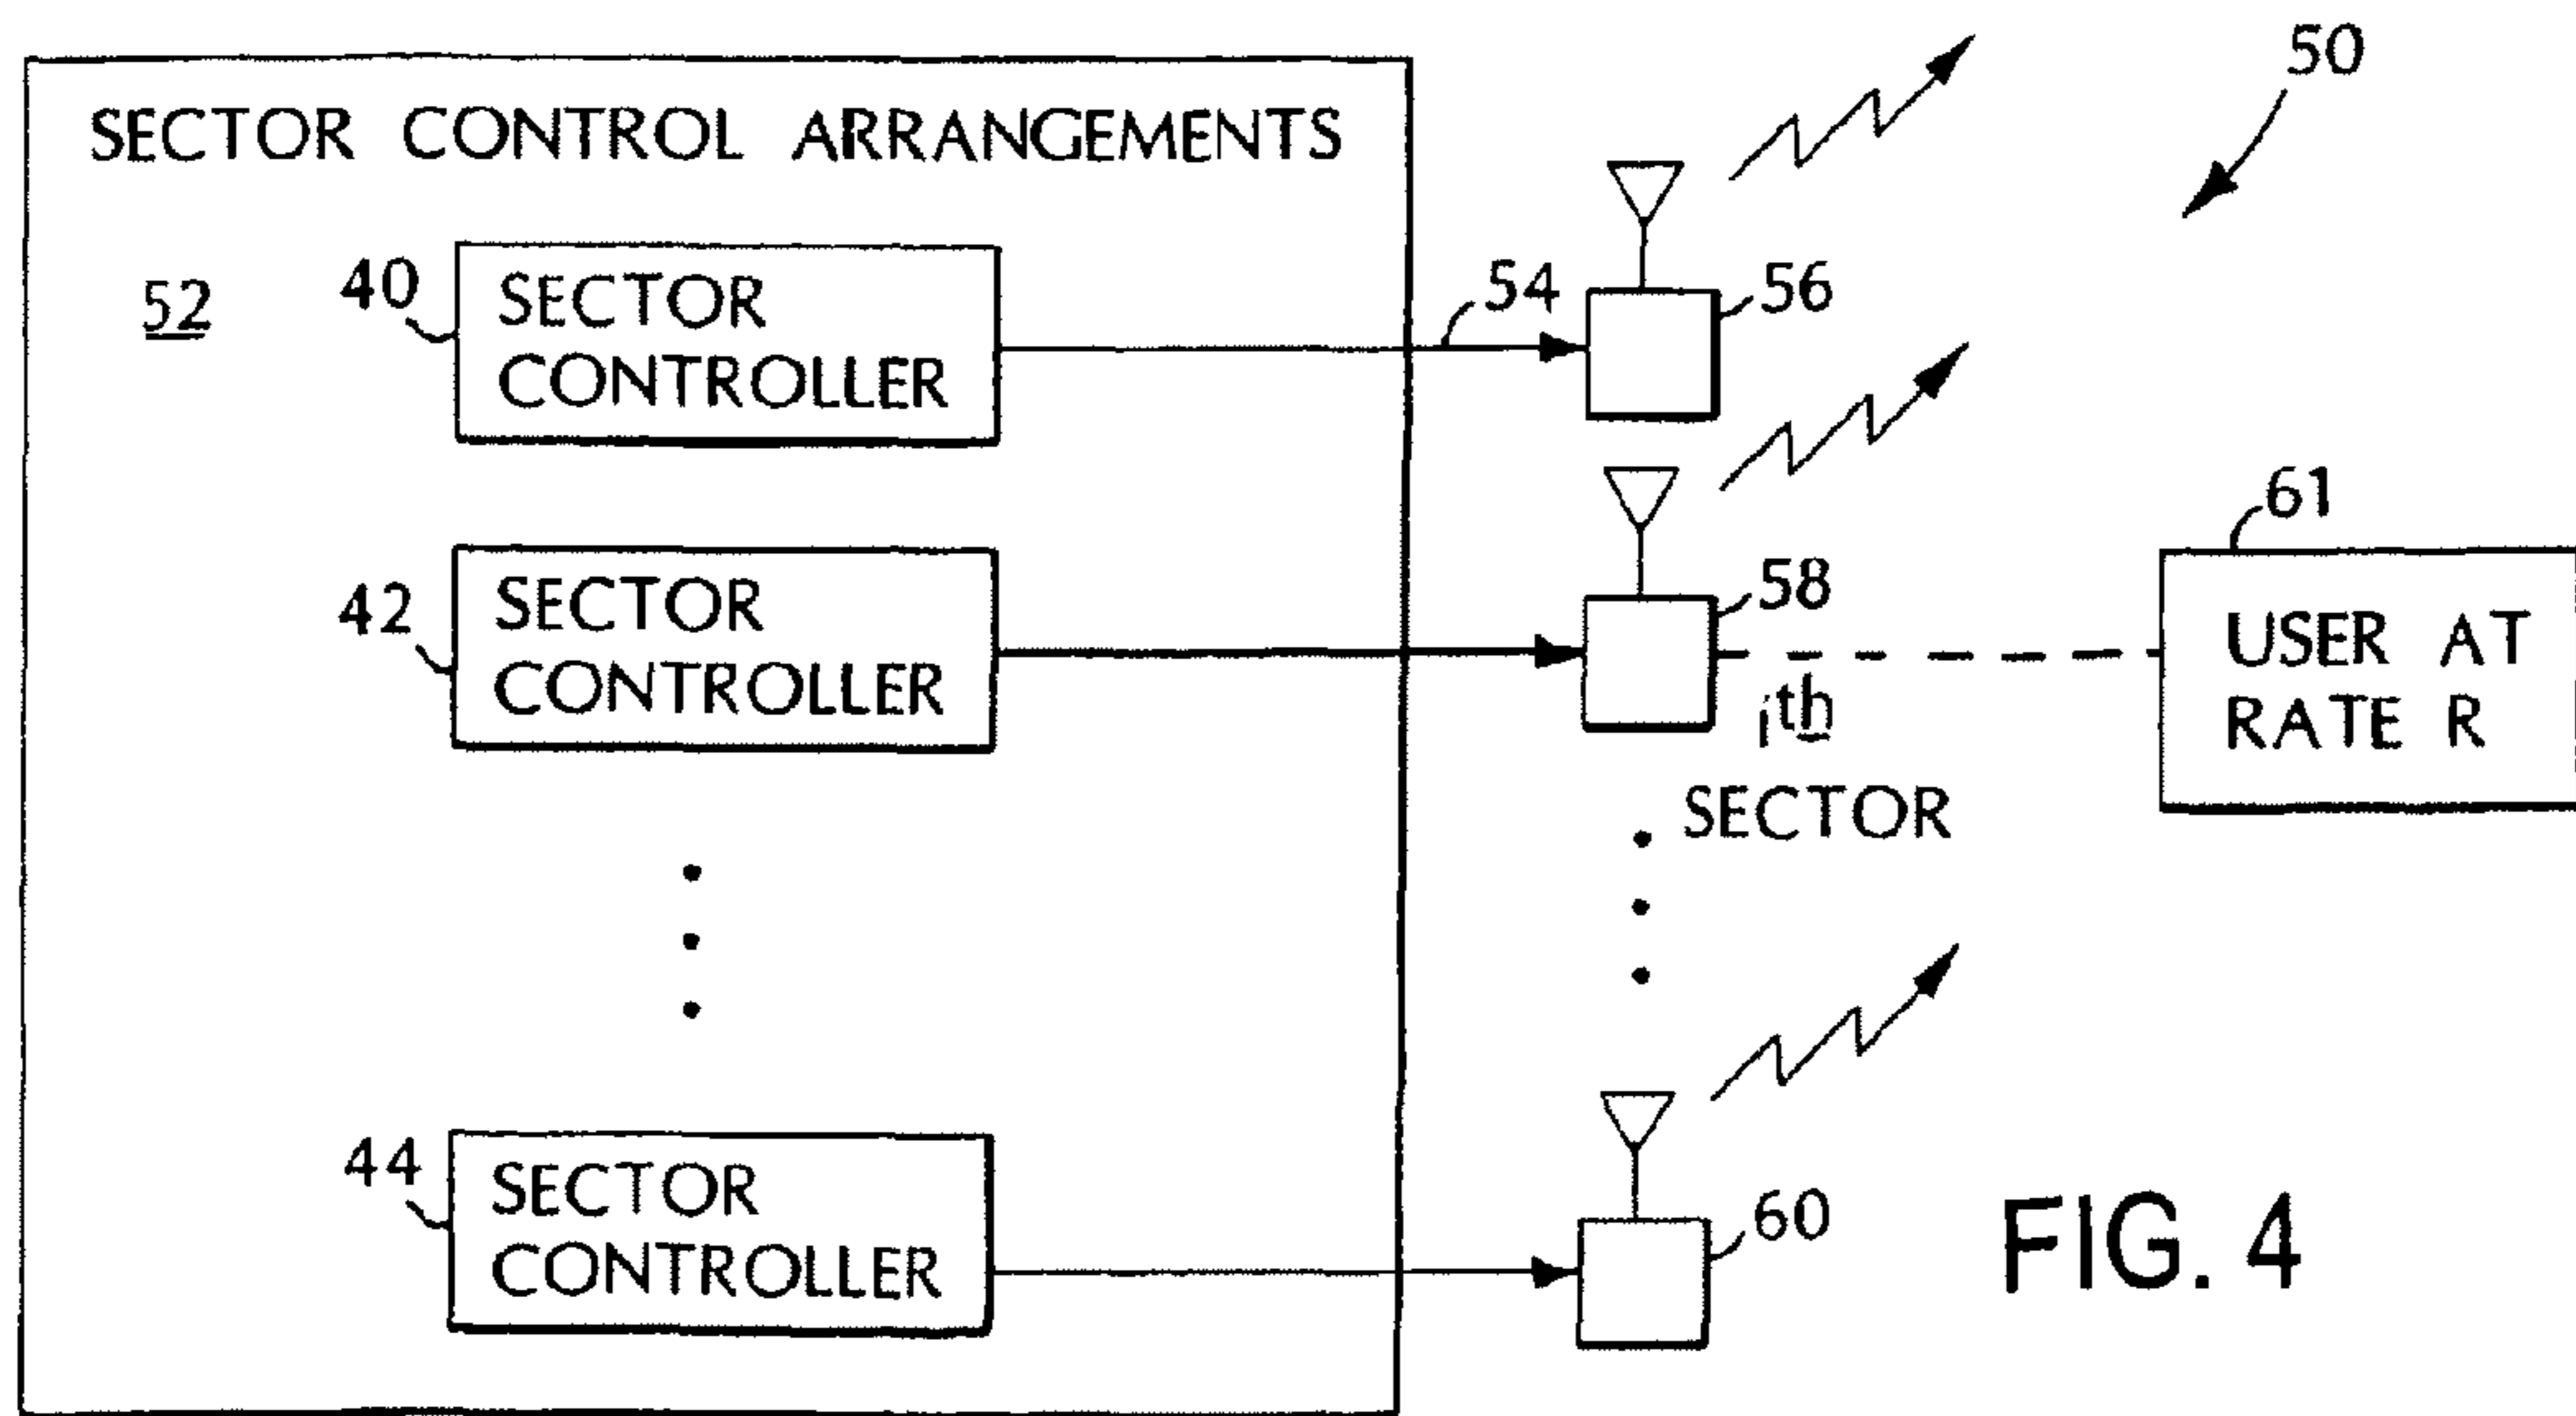 50
SECTOR CONTROL ARRANGEMENTS
52
40
SECTOR
CONTROLLER
54
56
42
SECTOR
CONTROLLER
58
ith
SECTOR
61
USER AT
RATE R
44
SECTOR
CONTROLLER
60
FIG. 4